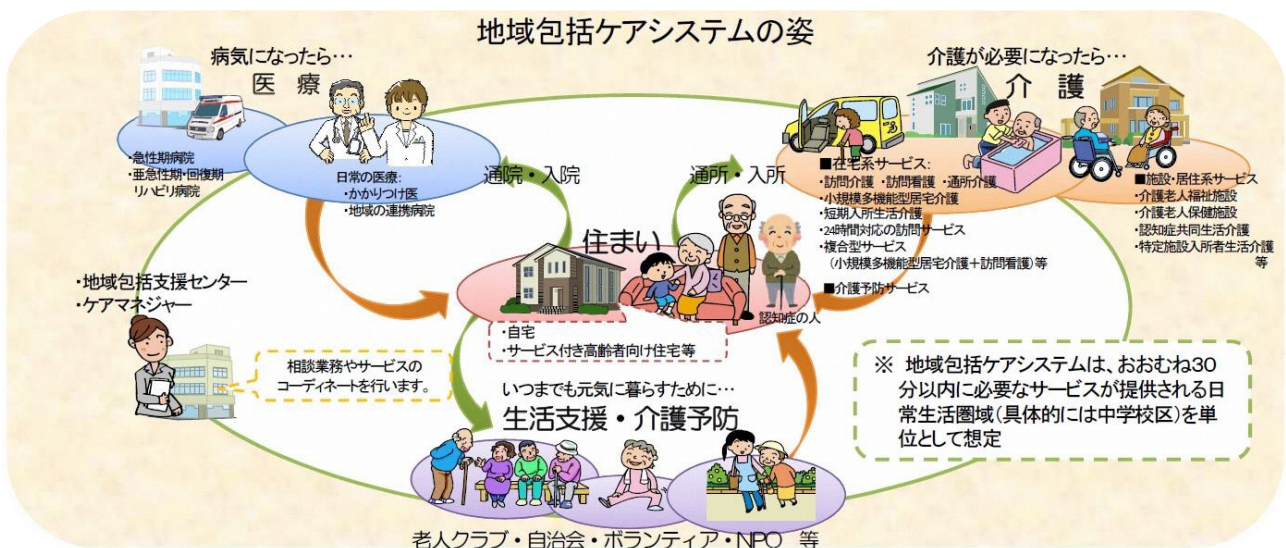 地域包括ケアシステムの姿
病気になったら…
医 療
・急性期病院
・亜急性期・回復期
リハビリ病院
日常の医療:
・かかりつけ医
・地域の連携病院
通院・入院
通所・入所
介護が必要になったら…
介 護
■在宅系サービス:
・訪問介護 ・訪問看護 ・通所介護
・小規模多機能型居宅介護
・短期入所生活介護
・24時間対応の訪問サービス
・複合型サービス
(小規模多機能型居宅介護+訪問看護)等
■介護予防サービス
■施設・居住系サービス
・介護老人福祉施設
・介護老人保健施設
・認知症共同生活介護
・特定施設入所者生活介護
等
住まい
認知症の人
・自宅
・サービス付き高齢者向け住宅等
・地域包括支援センター
・ケアマネジャー
相談業務やサービスの
コーディネートを行います。
いつまでも元気に暮らすために…
生活支援・介護予防
老人クラブ・自治会・ボランティア・NPO 等
※ 地域包括ケアシステムは、おおむね30
分以内に必要なサービスが提供される日
常生活圏域(具体的には中学校区)を単
位として想定